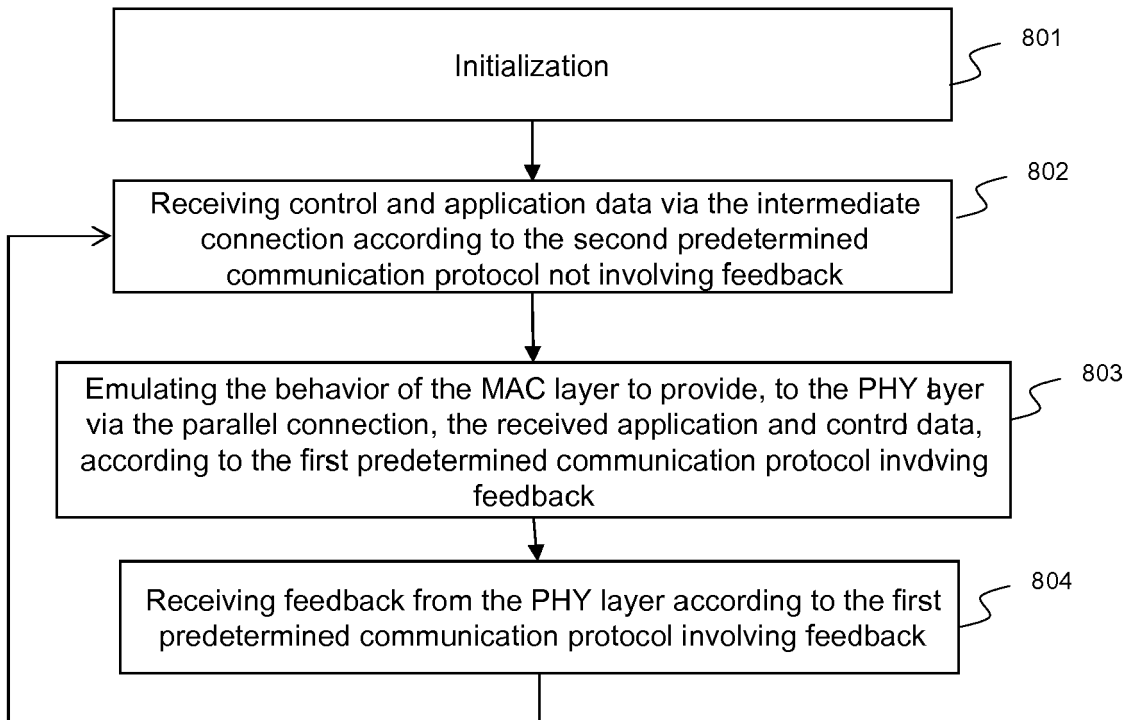 Initialization
801
Receiving control and application data via the intermediate
connection according to the second predetermined
communication protocol not involving feedback
802
Emulating the behavior of the MAC layer to provide, to the PHY layer
via the parallel connection, the received application and control data,
according to the first predetermined communication protocol involving
feedback
803
Receiving feedback from the PHY layer according to the first
predetermined communication protocol involving feedback
804